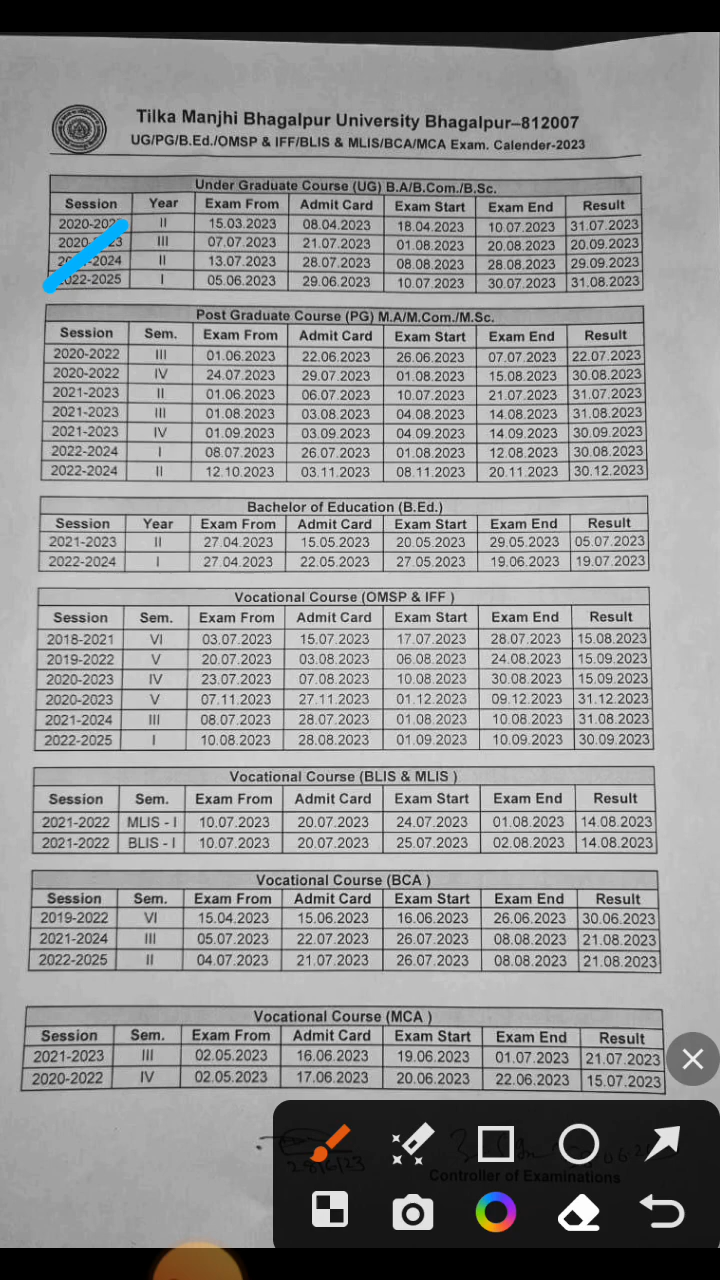 Tilka Manjhi Bhagalpur University Bhagalpur–812007
UG/PG/B.Ed./OMSP & IFF/BLIS & MLIS/BCA/MCA Exam. Calender-2023
Under Graduate Course (UG) B.A/B.Com./B.Sc.
Session Year Exam From Admit Card Exam Start Exam End Result
II 15.03.2023 08.04.2023 18.04.2023 10.07.2023 31.07.2023
III 07.07.2023 21.07.2023 01.08.2023 20.08.2023 20.09.2023
II 13.07.2023 28.07.2023 08.08.2023 28.08.2023 29.09.2023
I 05.06.2023 29.06.2023 10.07.2023 30.07.2023 31.08.2023
Post Graduate Course (PG) M.A/M.Com./M.Sc.
Session Sem. Exam From Admit Card Exam Start Exam End Result
2020-2022 III 01.06.2023 22.06.2023 26.06.2023 07.07.2023 22.07.2023
2020-2022 IV 24.07.2023 29.07.2023 01.08.2023 15.08.2023 30.08.2023
2021-2023 II 01.06.2023 06.07.2023 10.07.2023 21.07.2023 31.07.2023
2021-2023 III 01.08.2023 03.08.2023 04.08.2023 14.08.2023 31.08.2023
2021-2023 IV 01.09.2023 03.09.2023 04.09.2023 14.09.2023 30.09.2023
2022-2024 I 08.07.2023 26.07.2023 01.08.2023 12.08.2023 30.08.2023
2022-2024 II 12.10.2023 03.11.2023 08.11.2023 20.11.2023 30.12.2023
Bachelor of Education (B.Ed.)
Session Year Exam From Admit Card Exam Start Exam End Result
2021-2023 II 27.04.2023 15.05.2023 20.05.2023 29.05.2023 05.07.2023
2022-2024 I 27.04.2023 22.05.2023 27.05.2023 19.06.2023 19.07.2023
Vocational Course (OMSP & IFF )
Session Sem. Exam From Admit Card Exam Start Exam End Result
2018-2021 VI 03.07.2023 15.07.2023 17.07.2023 28.07.2023 15.08.2023
2019-2022 V 20.07.2023 03.08.2023 06.08.2023 24.08.2023 15.09.2023
2020-2023 IV 23.07.2023 07.08.2023 10.08.2023 30.08.2023 15.09.2023
2020-2023 V 07.11.2023 27.11.2023 01.12.2023 09.12.2023 31.12.2023
2021-2024 III 08.07.2023 28.07.2023 01.08.2023 10.08.2023 31.08.2023
2022-2025 I 10.08.2023 28.08.2023 01.09.2023 10.09.2023 30.09.2023
Vocational Course (BLIS & MLIS )
Session Sem. Exam From Admit Card Exam Start Exam End Result
2021-2022 MLIS - I 10.07.2023 20.07.2023 24.07.2023 01.08.2023 14.08.2023
2021-2022 BLIS - I 10.07.2023 20.07.2023 25.07.2023 02.08.2023 14.08.2023
Vocational Course (BCA )
Session Sem. Exam From Admit Card Exam Start Exam End Result
2019-2022 VI 15.04.2023 15.06.2023 16.06.2023 26.06.2023 30.06.2023
2021-2024 III 05.07.2023 22.07.2023 26.07.2023 08.08.2023 21.08.2023
2022-2025 II 04.07.2023 21.07.2023 26.07.2023 08.08.2023 21.08.2023
Vocational Course (MCA )
Session Sem. Exam From Admit Card Exam Start Exam End Result
2021-2023 III 02.05.2023 16.06.2023 19.06.2023 01.07.2023 21.07.2023
2020-2022 IV 02.05.2023 17.06.2023 20.06.2023 22.06.2023 15.07.2023
Controller of Examinations